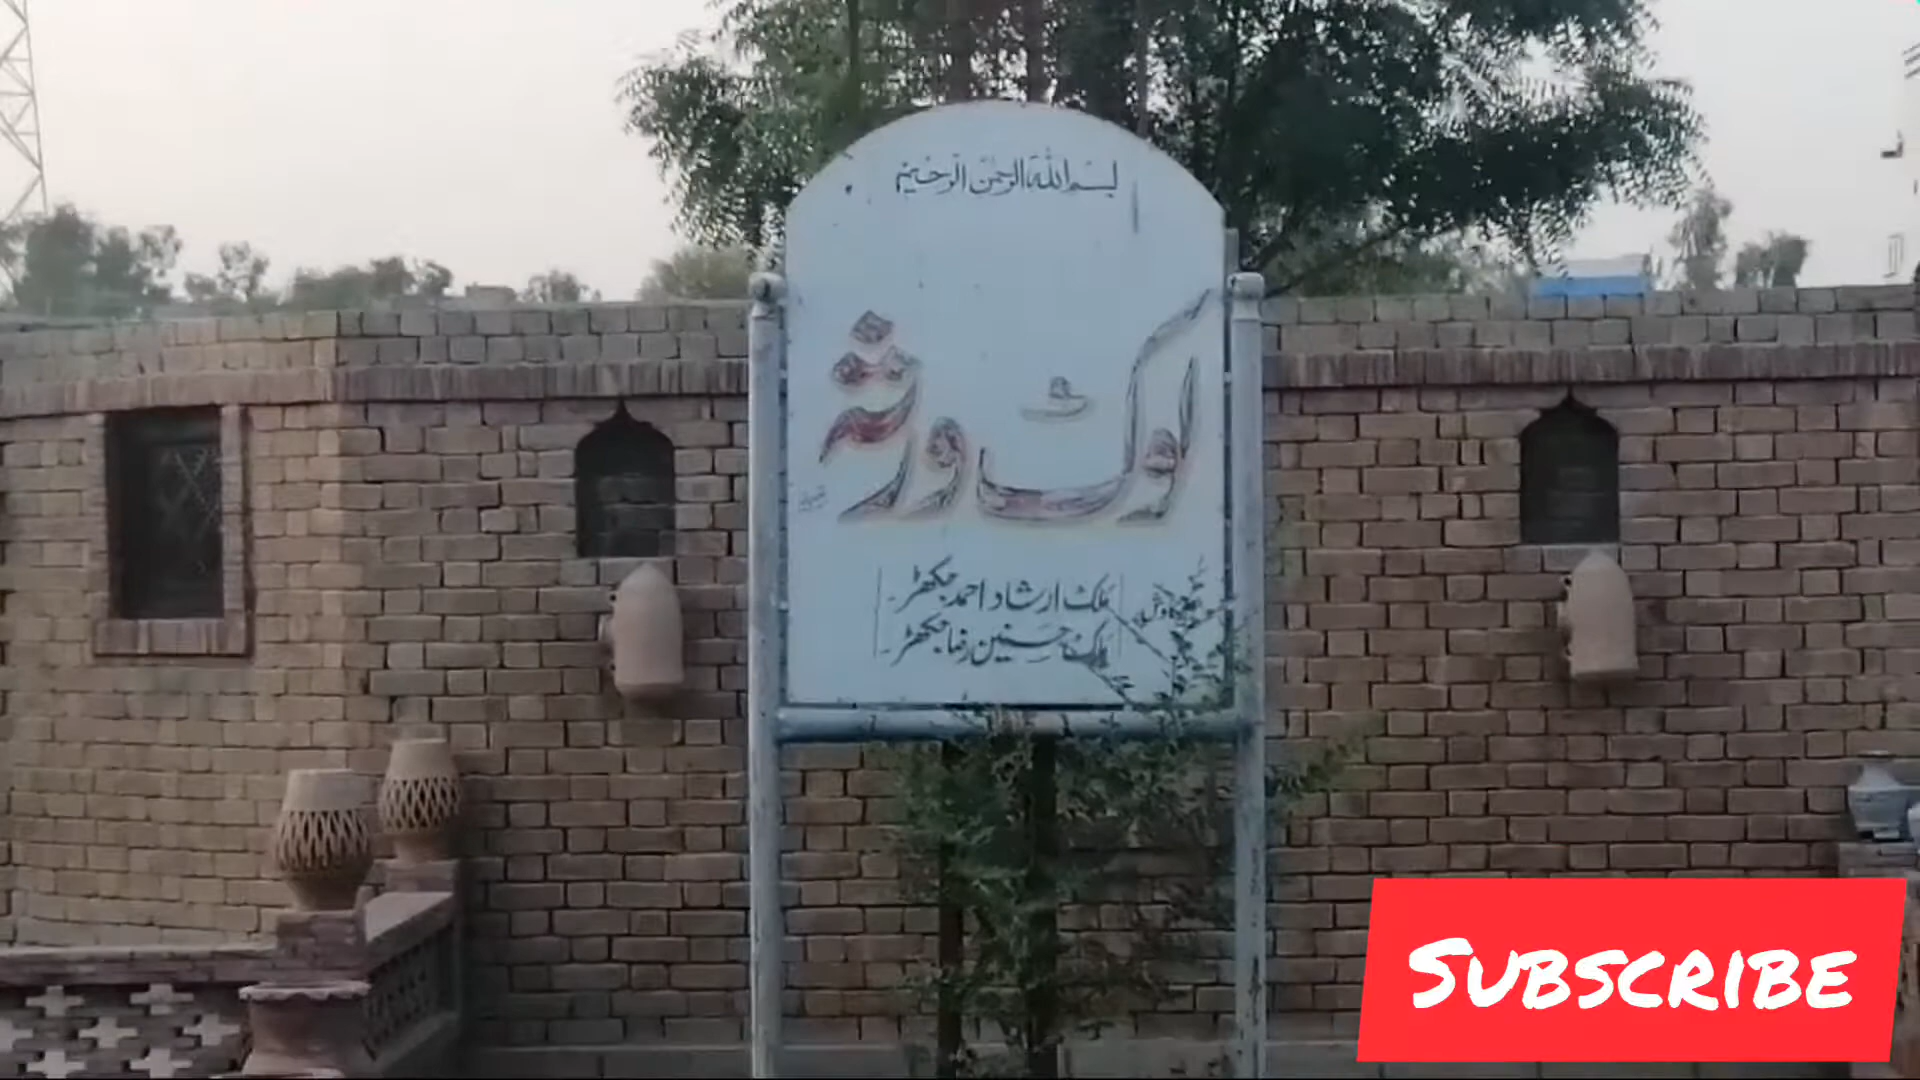 بسم اللہ الرحمن الرحیم
لوک ورثہ
ملک ارشاد احمد جکھڑ
ملک حسنین رضا جکھڑ
SUBSCRIBE